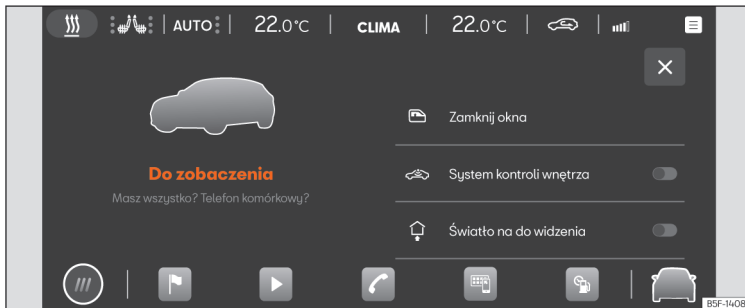 AUTO 22.0°C CLIMA 22.0°C
Zamknij okna
Do zobaczenia
Masz wszystko? Telefon komórkowy?
System kontroli wnętrza
Światło na do widzenia
B5F-1408